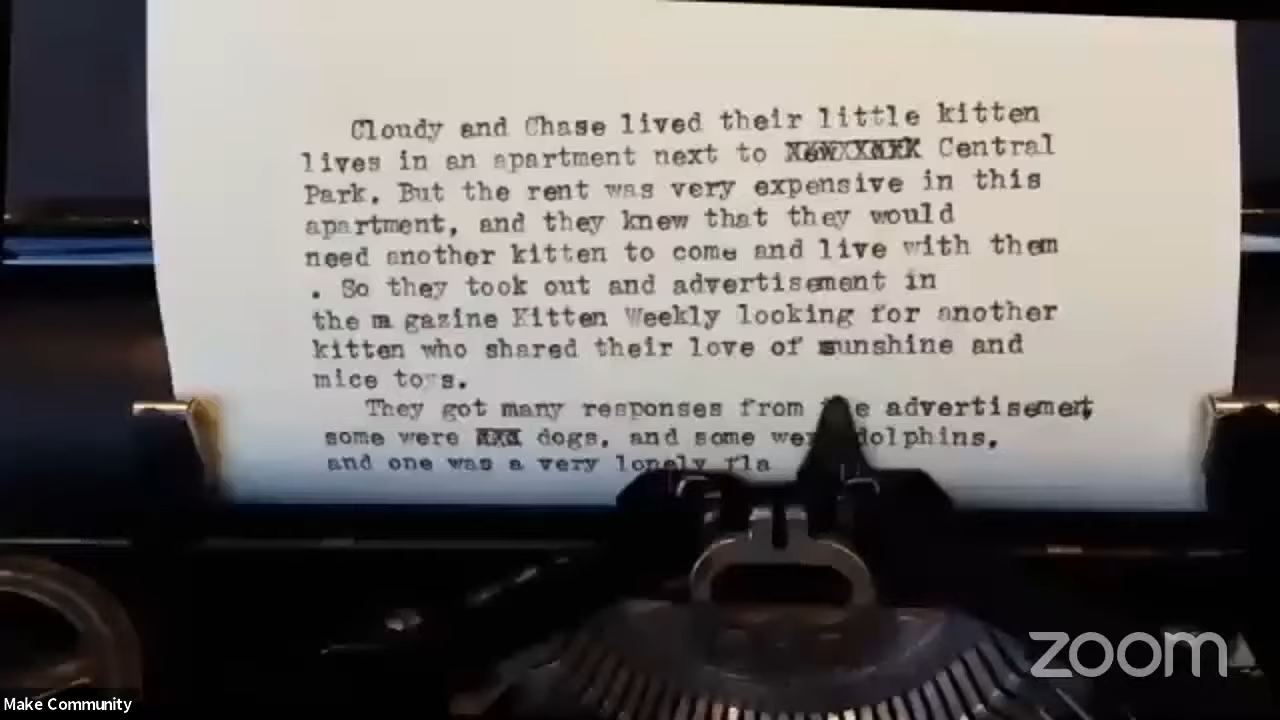 Cloudy and Chase lived their little kitten
lives in an apartment next to Central
Park. But the rent was very expensive in this
apartment, and they knew that they would
need another kitten to come and live with them
. So they took out and advertisement in
the m gazine Kitten Weekly looking for another
kitten who shared their love of sunshine and
mice to s.
They got many responses from advertisement
some were dogs, and some dolphins,
and one was a very lonely fla
Make Community
zoom